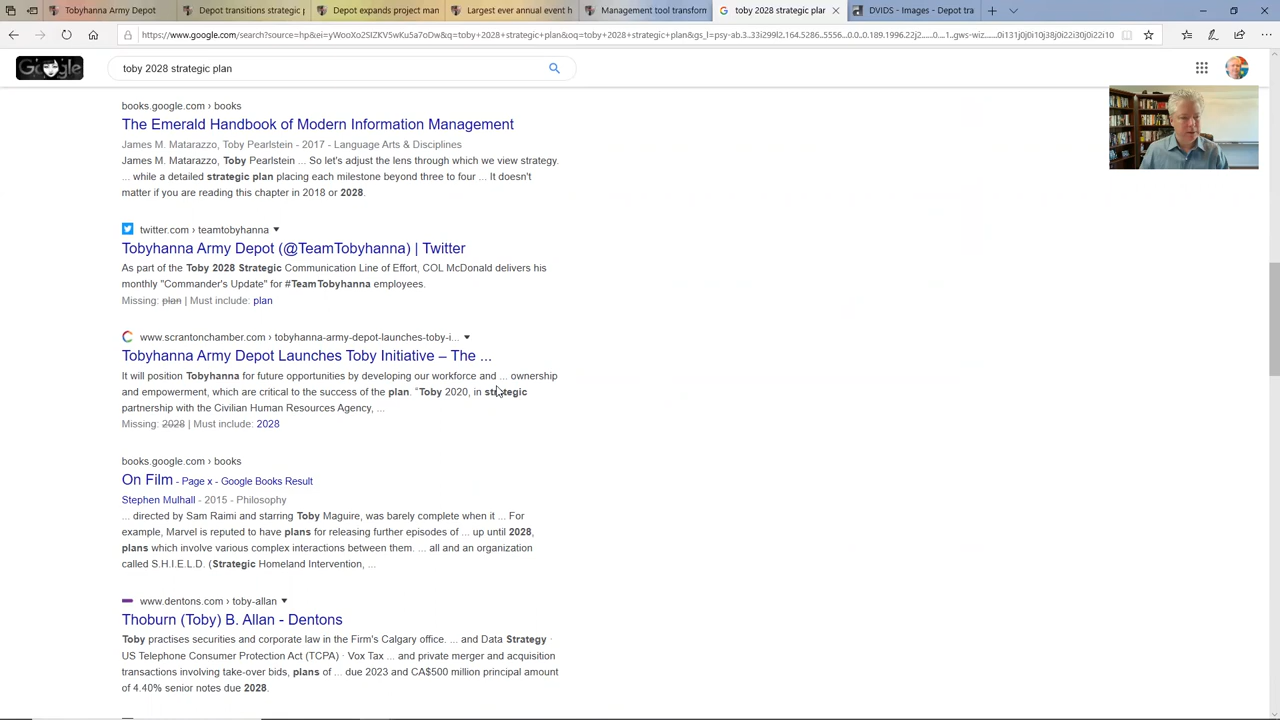 Tobyhanna Army Depot
Depot transitions strategic p
Depot expands project man
Largest ever annual event h
Management tool transform
toby 2028 strategic plan
DVIDS - Images - Depot tra
https://www.google.com/search?source=hp&ei=yWooXo2SIZKV5wKu5a7oDw&q=toby+2028+strategic+plan&oq=toby+2028+strategic+plan&gs_l=psy-ab.3..33i299l2.164.5286..5556...0.0..0.189.1996.22j2......0....1..gws-wiz.......0i131j0j0i10j38j0i22i30j0i22i10
Google
toby 2028 strategic plan
books.google.com › books
The Emerald Handbook of Modern Information Management
James M. Matarazzo, Toby Pearlstein - 2017 - Language Arts & Disciplines
James M. Matarazzo, Toby Pearlstein ... So let's adjust the lens through which we view strategy.
... while a detailed strategic plan placing each milestone beyond three to four ... It doesn't
matter if you are reading this chapter in 2018 or 2028.
twitter.com › teamtobyhanna
Tobyhanna Army Depot (@TeamTobyhanna) | Twitter
As part of the Toby 2028 Strategic Communication Line of Effort, COL McDonald delivers his
monthly "Commander's Update" for #TeamTobyhanna employees.
Missing: plan | Must include: plan
www.scrantonchamber.com › tobyhanna-army-depot-launches-toby-i...
Tobyhanna Army Depot Launches Toby Initiative – The ...
It will position Tobyhanna for future opportunities by developing our workforce and ... ownership
and empowerment, which are critical to the success of the plan. "Toby 2020, in strategic
partnership with the Civilian Human Resources Agency, ...
Missing: 2028 | Must include: 2028
books.google.com › books
On Film - Page x - Google Books Result
Stephen Mulhall - 2015 - Philosophy
... directed by Sam Raimi and starring Toby Maguire, was barely complete when it ... For
example, Marvel is reputed to have plans for releasing further episodes of ... up until 2028,
plans which involve various complex interactions between them. ... all and an organization
called S.H.I.E.L.D. (Strategic Homeland Intervention, ...
www.dentons.com › toby-allan
Thoburn (Toby) B. Allan - Dentons
Toby practises securities and corporate law in the Firm's Calgary office. ... and Data Strategy ·
US Telephone Consumer Protection Act (TCPA) · Vox Tax ... and private merger and acquisition
transactions involving take-over bids, plans of ... due 2023 and CA$500 million principal amount
of 4.40% senior notes due 2028.